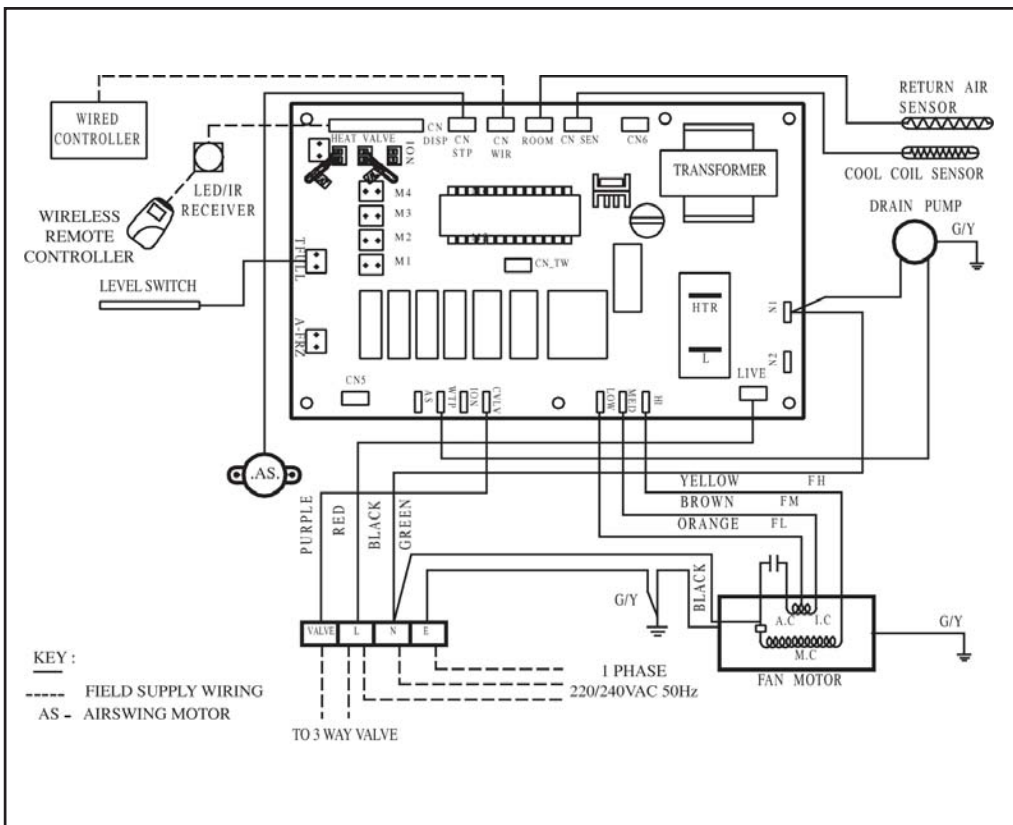 WIRED
CONTROLLER
LED/IR
RECEIVER
WIRELESS
REMOTE
CONTROLLER
LEVEL SWITCH
CN
DISP
CN
STP
CN
WIR
ROOM
CN SEN
CN6
HEAT VALVE
ION
TRANSFORMER
M4
M3
M2
M1
CN_TW
TFULL
A-FRZ
CN5
HTR
L
N1
N2
LIVE
AS
WTP
ION
CVLV
LOW
MED
HI
RETURN AIR
SENSOR
COOL COIL SENSOR
DRAIN PUMP
G/Y
.AS.
PURPLE
RED
BLACK
GREEN
YELLOW FH
BROWN FM
ORANGE FL
BLACK
G/Y
A.C I.C
M.C
FAN MOTOR
G/Y
VALVE L N E
1 PHASE
220/240VAC 50Hz
TO 3 WAY VALVE
KEY :
FIELD SUPPLY WIRING
AS - AIRSWING MOTOR